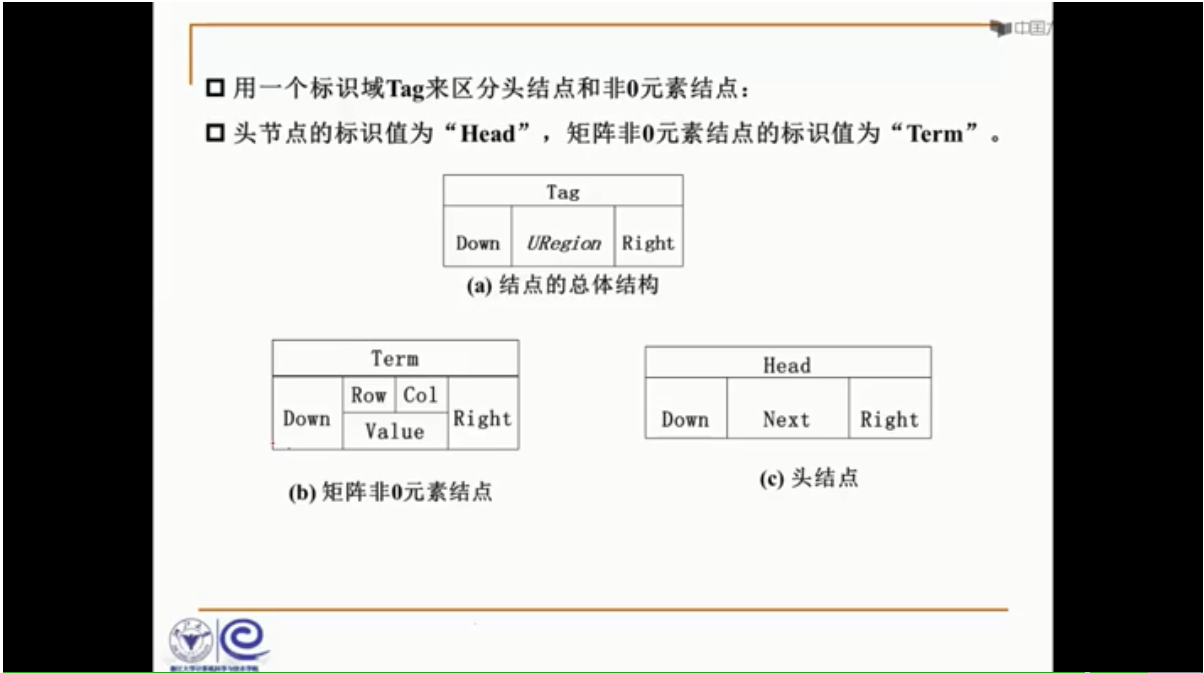 中国大
用一个标识域Tag来区分头结点和非0元素结点：
头节点的标识值为“Head”，矩阵非0元素结点的标识值为“Term”。
Tag
Down URegion Right
(a) 结点的总体结构
Term
Down Row Col Right
Value
(b) 矩阵非0元素结点
Head
Down Next Right
(c) 头结点